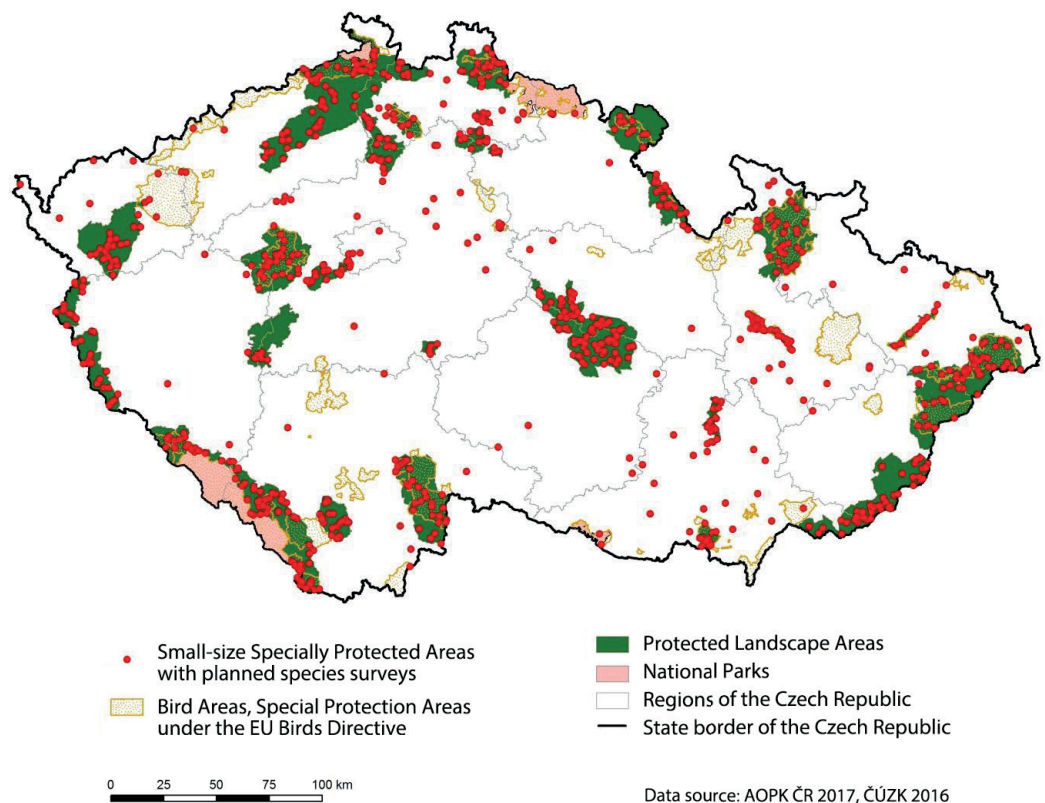 Small-size Specially Protected Areas
with planned species surveys
Bird Areas, Special Protection Areas
under the EU Birds Directive
Protected Landscape Areas
National Parks
Regions of the Czech Republic
State border of the Czech Republic
0 25 50 75 100 km
Data source: AOPK ČR 2017, ČÚZK 2016